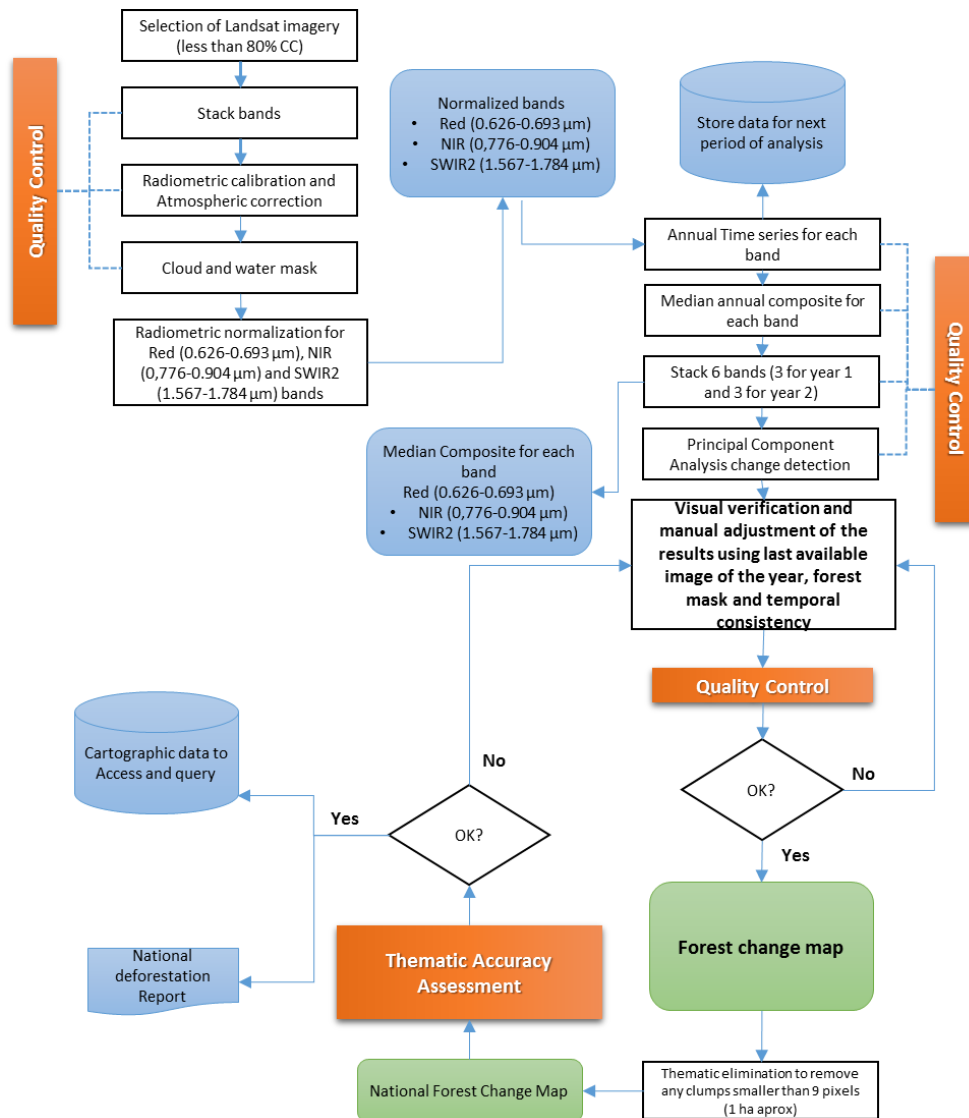 Selection of Landsat imagery
(less than 80% CC)
Quality Control
Stack bands
Radiometric calibration and
Atmospheric correction
Cloud and water mask
Radiometric normalization for
Red (0.626-0.693 µm), NIR
(0,776-0.904 µm) and SWIR2
(1.567-1.784 µm) bands
Normalized bands
• Red (0.626-0.693 µm)
• NIR (0,776-0.904 µm)
• SWIR2 (1.567-1.784 µm)
Store data for next
period of analysis
Annual Time series for each
band
Median annual composite for
each band
Stack 6 bands (3 for year 1
and 3 for year 2)
Principal Component
Analysis change detection
Quality Control
Median Composite for each
band
Red (0.626-0.693 µm)
• NIR (0,776-0.904 µm)
• SWIR2 (1.567-1.784 µm)
Visual verification and
manual adjustment of the
results using last available
image of the year, forest
mask and temporal
consistency
Quality Control
OK?
No
Yes
Forest change map
Thematic elimination to remove
any clumps smaller than 9 pixels
(1 ha aprox)
National Forest Change Map
Thematic Accuracy
Assessment
OK?
No
Yes
Cartographic data to
Access and query
National
deforestation
Report